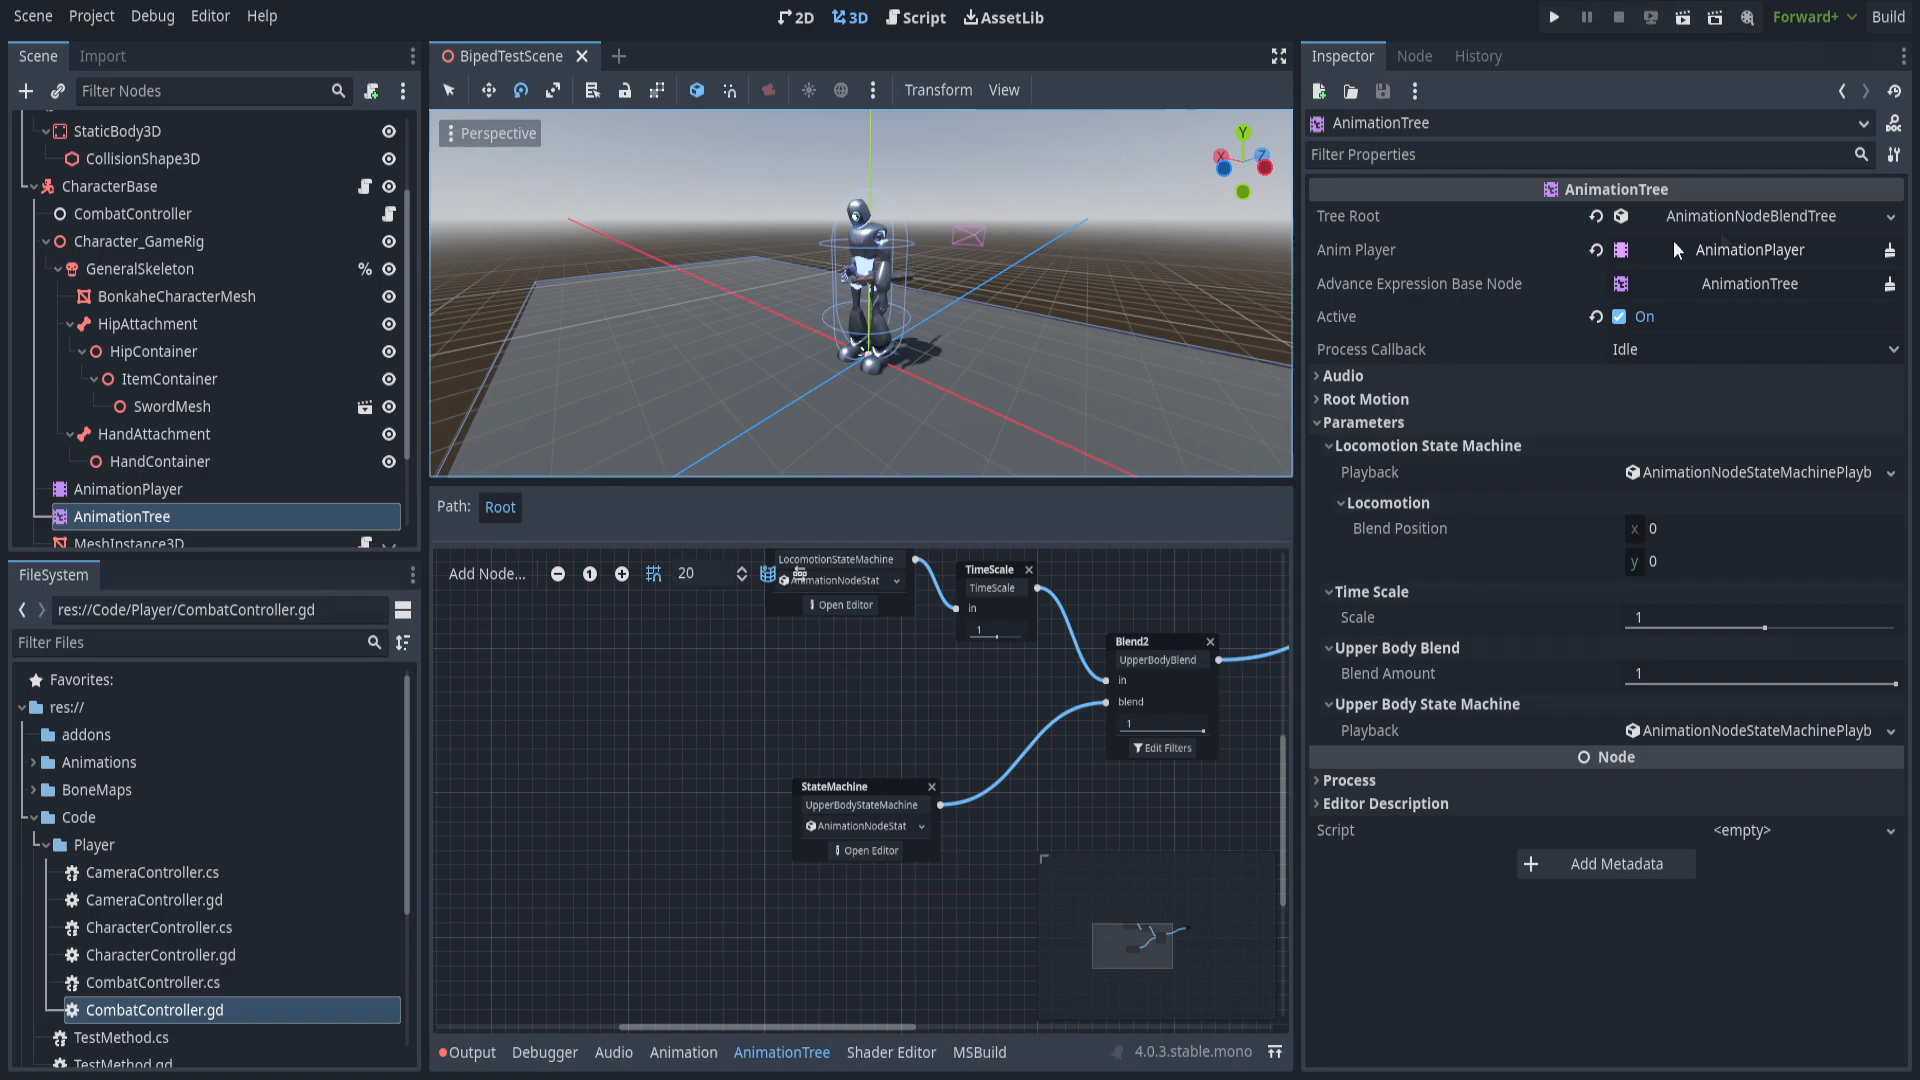 Scene Project Debug Editor Help
2D 3D Script AssetLib
Forward+ Build
Scene Import
Filter Nodes
StaticBody3D
CollisionShape3D
CharacterBase
CombatController
Character_GameRig
GeneralSkeleton %
BonkaheCharacterMesh
HipAttachment
HipContainer
ItemContainer
SwordMesh
HandAttachment
HandContainer
AnimationPlayer
AnimationTree
MeshInstance3D
FileSystem
res://Code/Player/CombatController.gd
Filter Files
Favorites:
res://
addons
Animations
BoneMaps
Code
Player
CameraController.cs
CameraController.gd
CharacterController.cs
CharacterController.gd
CombatController.cs
CombatController.gd
TestMethod.cs
TestMethod.gd
BipedTestScene
Transform View
Perspective
Y
X Z
Path: Root
Add Node... 1 20
LocomotionStateMachine
AnimationNodeStat
Open Editor
TimeScale
TimeScale
in
1
Blend2
UpperBodyBlend
in
blend
1
Edit Filters
StateMachine
UpperBodyStateMachine
AnimationNodeStat
Open Editor
Output Debugger Audio Animation AnimationTree Shader Editor MSBuild 4.0.3.stable.mono
Inspector Node History
AnimationTree
Filter Properties
AnimationTree
Tree Root AnimationNodeBlendTree
Anim Player AnimationPlayer
Advance Expression Base Node AnimationTree
Active On
Process Callback Idle
Audio
Root Motion
Parameters
Locomotion State Machine
Playback AnimationNodeStateMachinePlayb
Locomotion
Blend Position x 0
y 0
Time Scale
Scale 1
Upper Body Blend
Blend Amount 1
Upper Body State Machine
Playback AnimationNodeStateMachinePlayb
Node
Process
Editor Description
Script <empty>
Add Metadata